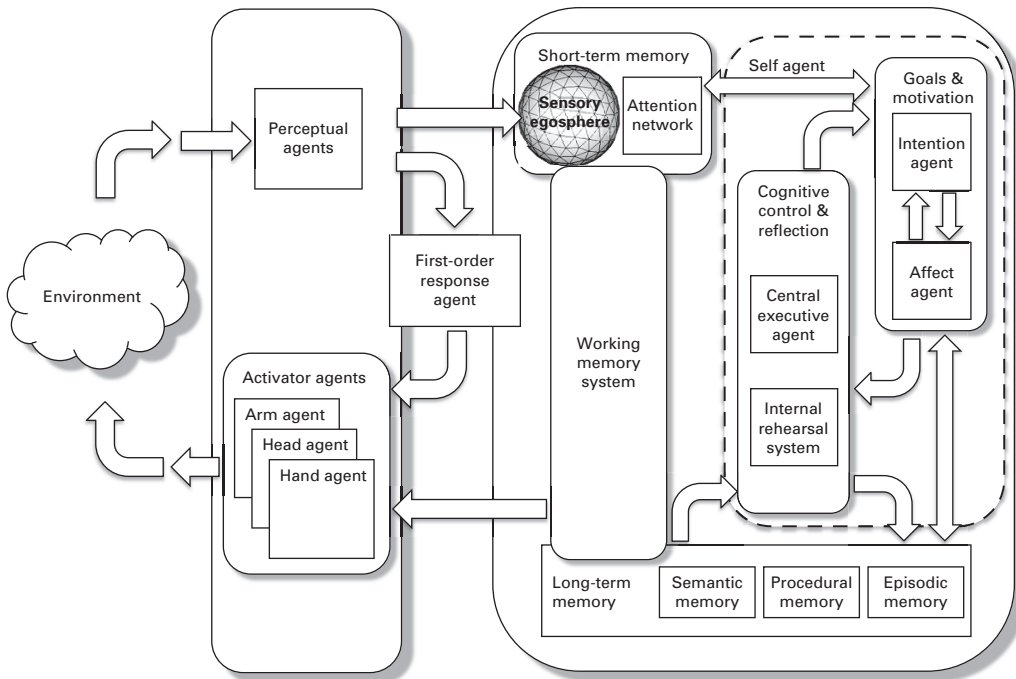 Perceptual
agents
First-order
response
agent
Environment
Activator agents
Arm agent
Head agent
Hand agent
Short-term memory
Sensory
egosphere
Attention
network
Working
memory
system
Self agent
Goals &
motivation
Intention
agent
Affect
agent
Cognitive
control &
reflection
Central
executive
agent
Internal
rehearsal
system
Long-term
memory
Semantic
memory
Procedural
memory
Episodic
memory